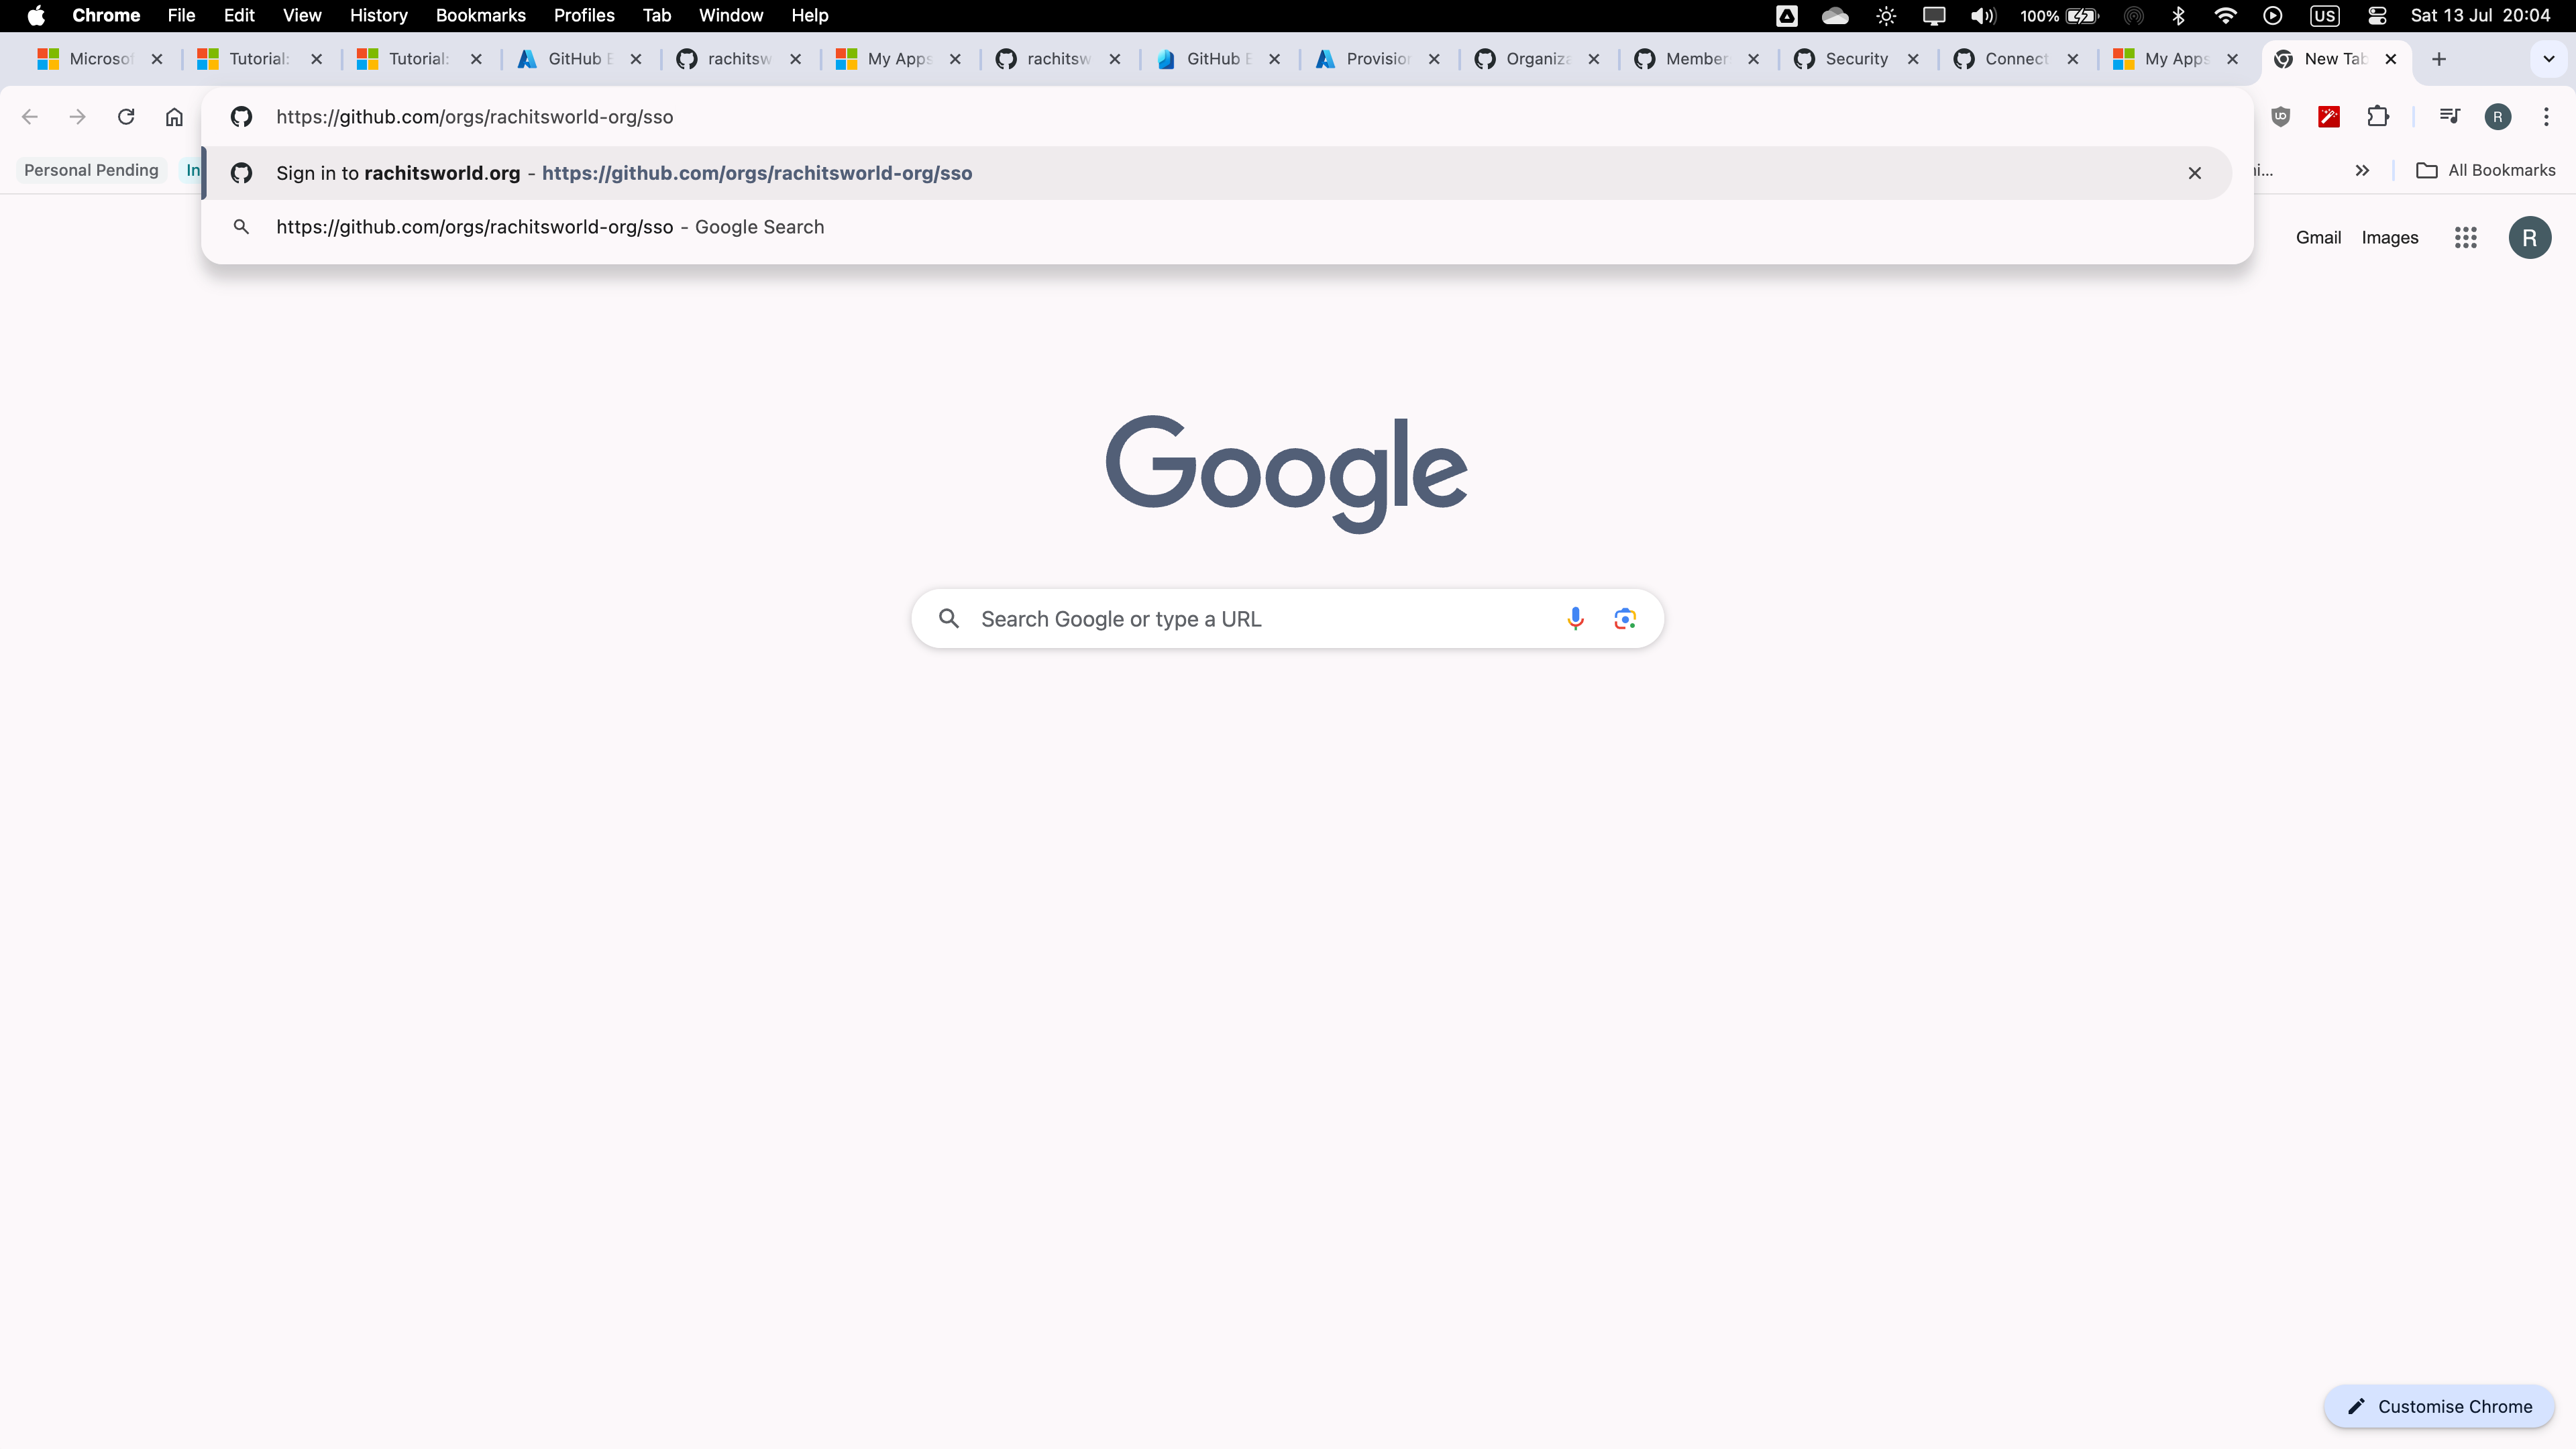 Chrome File Edit View History Bookmarks Profiles Tab Window Help 100% US Sat 13 Jul 20:04
Microsof Tutorial: Tutorial: GitHub E rachitsw My Apps rachitsw GitHub E Provision Organiza Member Security Connect My Apps New Tab
https://github.com/orgs/rachitsworld-org/sso R
Personal Pending In Sign in to rachitsworld.org - https://github.com/orgs/rachitsworld-org/sso ni... All Bookmarks
https://github.com/orgs/rachitsworld-org/sso - Google Search Gmail Images R
Google
Search Google or type a URL
Customise Chrome